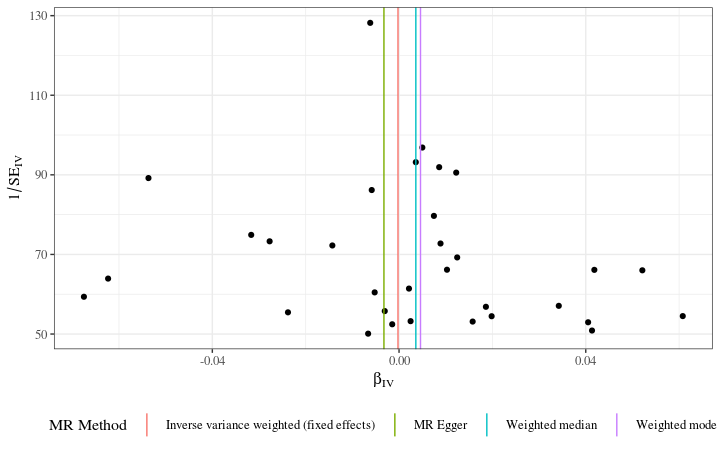 130
110
90
70
50
1/SE_IV
-0.04 0.00 0.04
β_IV
MR Method Inverse variance weighted (fixed effects) MR Egger Weighted median Weighted mode